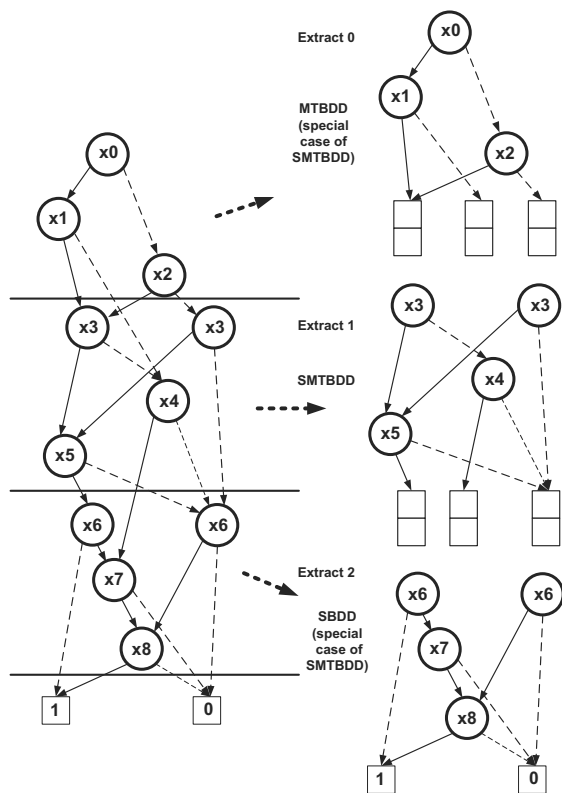 Extract 0
x0
x1
MTBDD
(special
case of
SMTBDD)
x2
x0
x1
x2
x3
x3
x4
x5
x6
x6
x7
x8
1
0
Extract 1
SMTBDD
x3
x3
x4
x5
Extract 2
SBDD
(special
case of
SMTBDD)
x6
x6
x7
x8
1
0